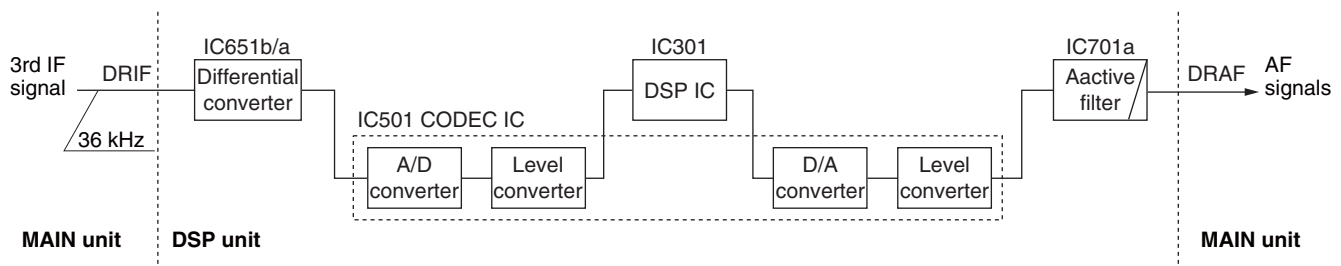 3rd IF
signal
DRIF
36 kHz
IC651b/a
Differential
converter
IC501 CODEC IC
A/D
converter
Level
converter
IC301
DSP IC
D/A
converter
Level
converter
IC701a
Aactive
filter
DRAF
AF
signals
MAIN unit
DSP unit
MAIN unit